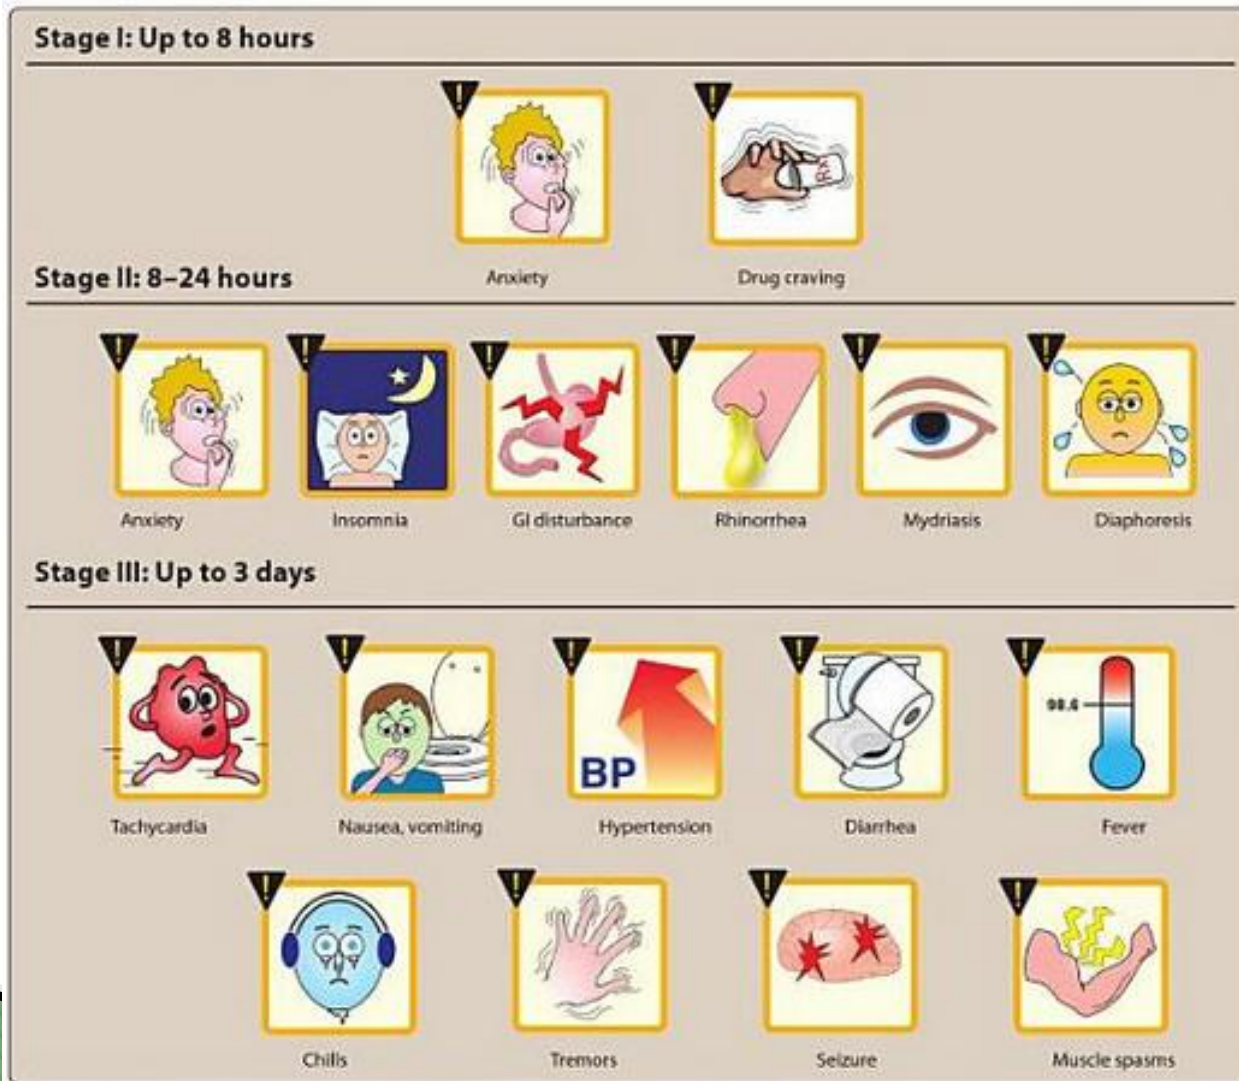 Stage I: Up to 8 hours
Rx
Anxiety
Drug craving
Stage II: 8–24 hours
Anxiety
Insomnia
GI disturbance
Rhinorrhea
Mydriasis
Diaphoresis
Stage III: Up to 3 days
98.6
BP
Tachycardia
Nausea, vomiting
Hypertension
Diarrhea
Fever
Chills
Tremors
Seizure
Muscle spasms